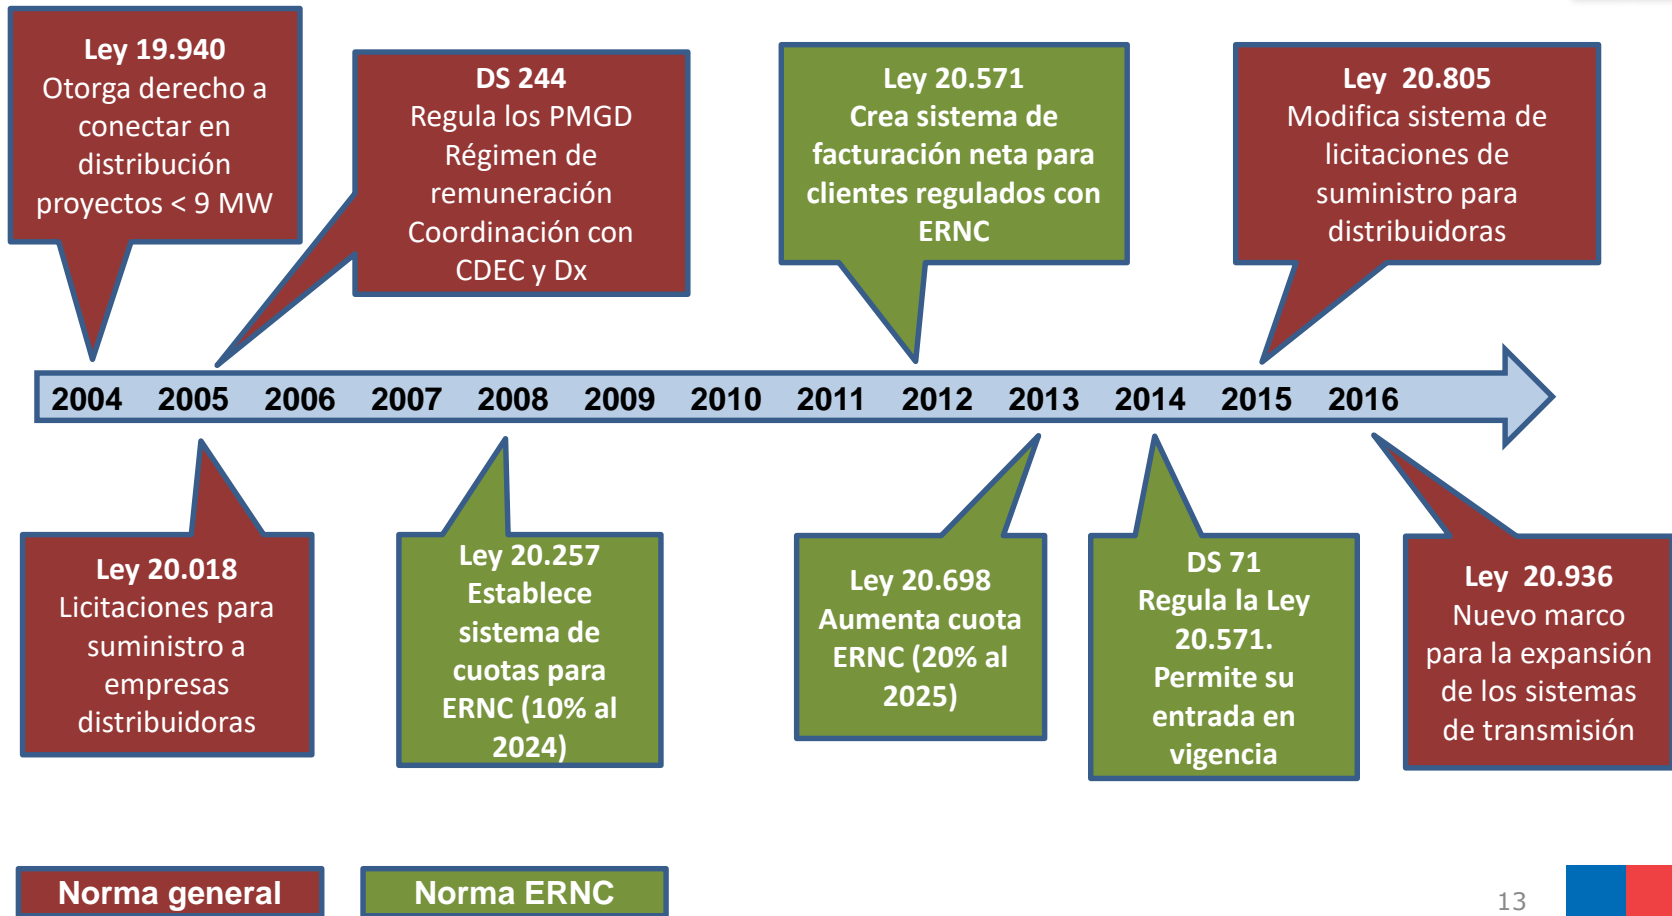 Ley 19.940
Otorga derecho a
conectar en
distribución
proyectos < 9 MW
DS 244
Regula los PMGD
Régimen de
remuneración
Coordinación con
CDEC y Dx
Ley 20.571
Crea sistema de
facturación neta para
clientes regulados con
ERNC
Ley 20.805
Modifica sistema de
licitaciones de
suministro para
distribuidoras
2004 2005 2006 2007 2008 2009 2010 2011 2012 2013 2014 2015 2016
Ley 20.018
Licitaciones para
suministro a
empresas
distribuidoras
Ley 20.257
Establece
sistema de
cuotas para
ERNC (10% al
2024)
Ley 20.698
Aumenta cuota
ERNC (20% al
2025)
DS 71
Regula la Ley
20.571.
Permite su
entrada en
vigencia
Ley 20.936
Nuevo marco
para la expansión
de los sistemas
de transmisión
Norma general
Norma ERNC
13